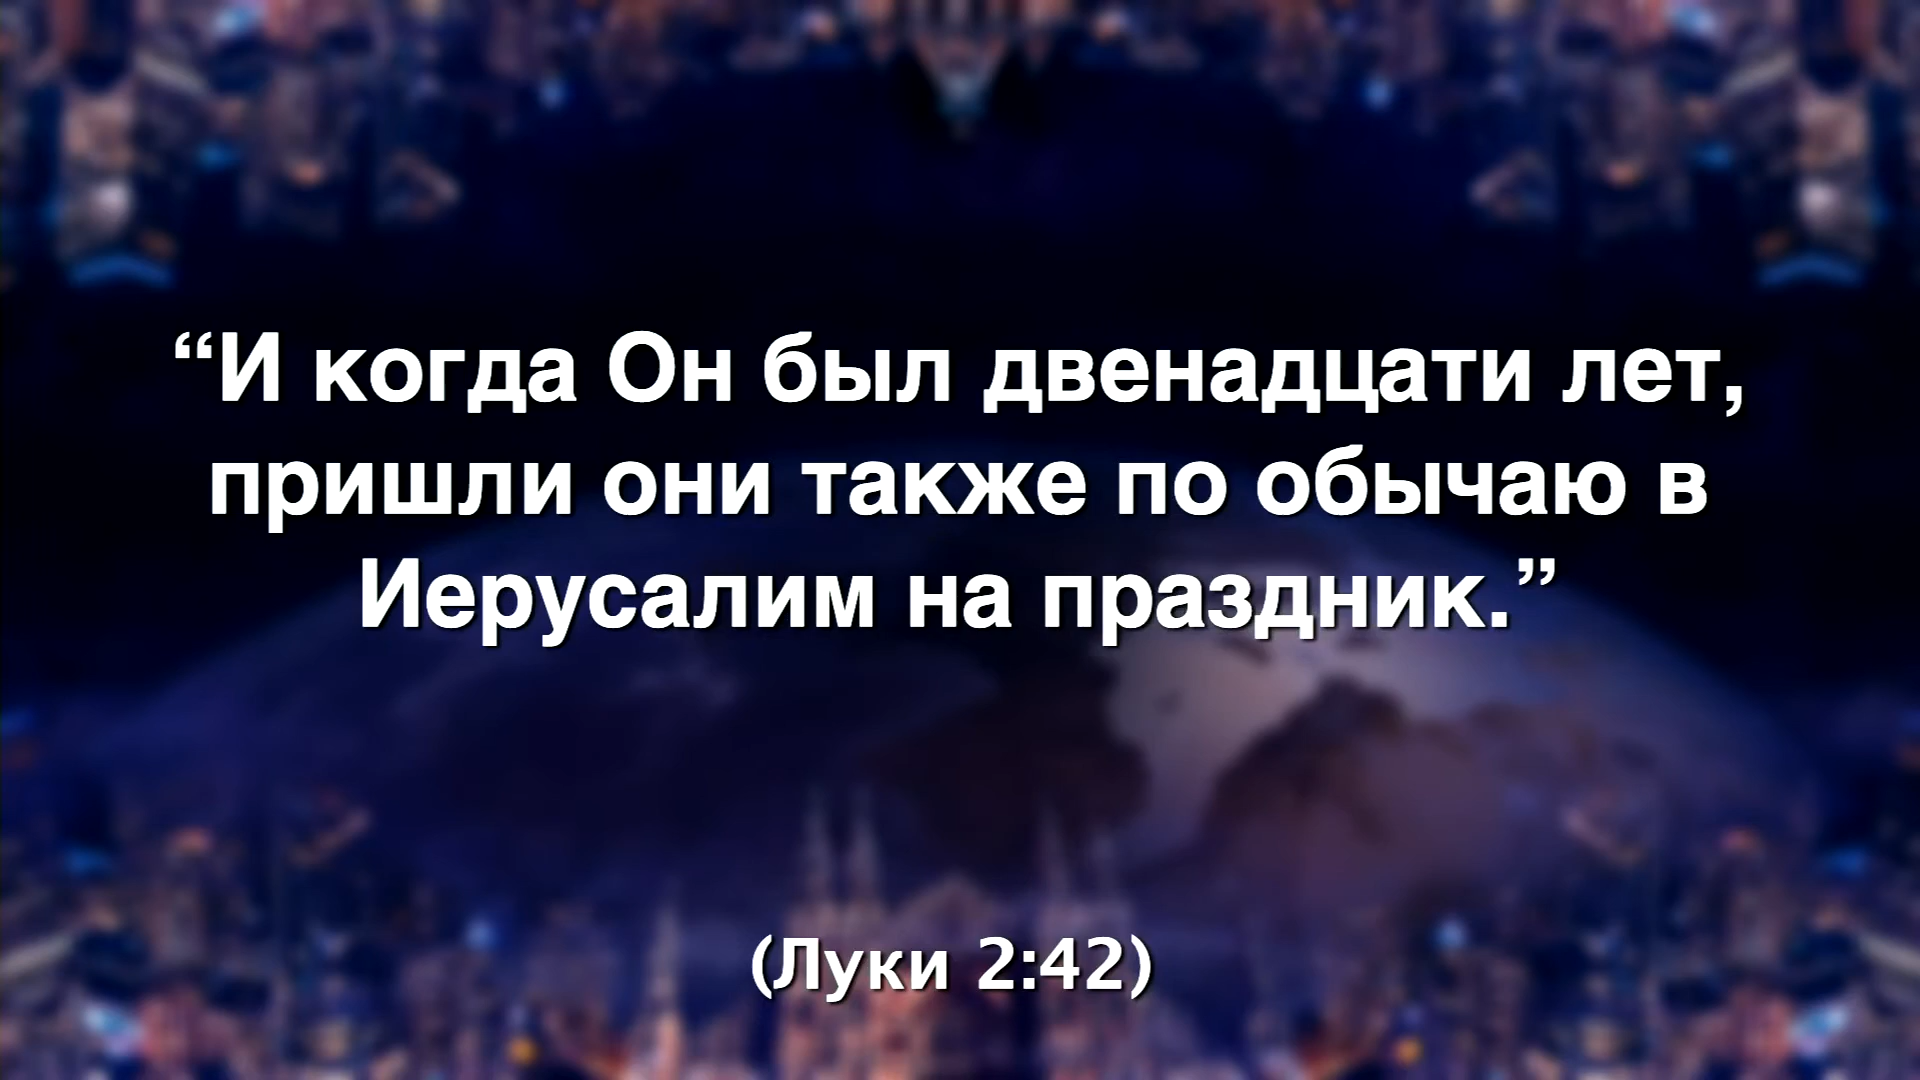 “И когда Он был двенадцати лет,
пришли они также по обычаю в
Иерусалим на праздник.”
(Луки 2:42)